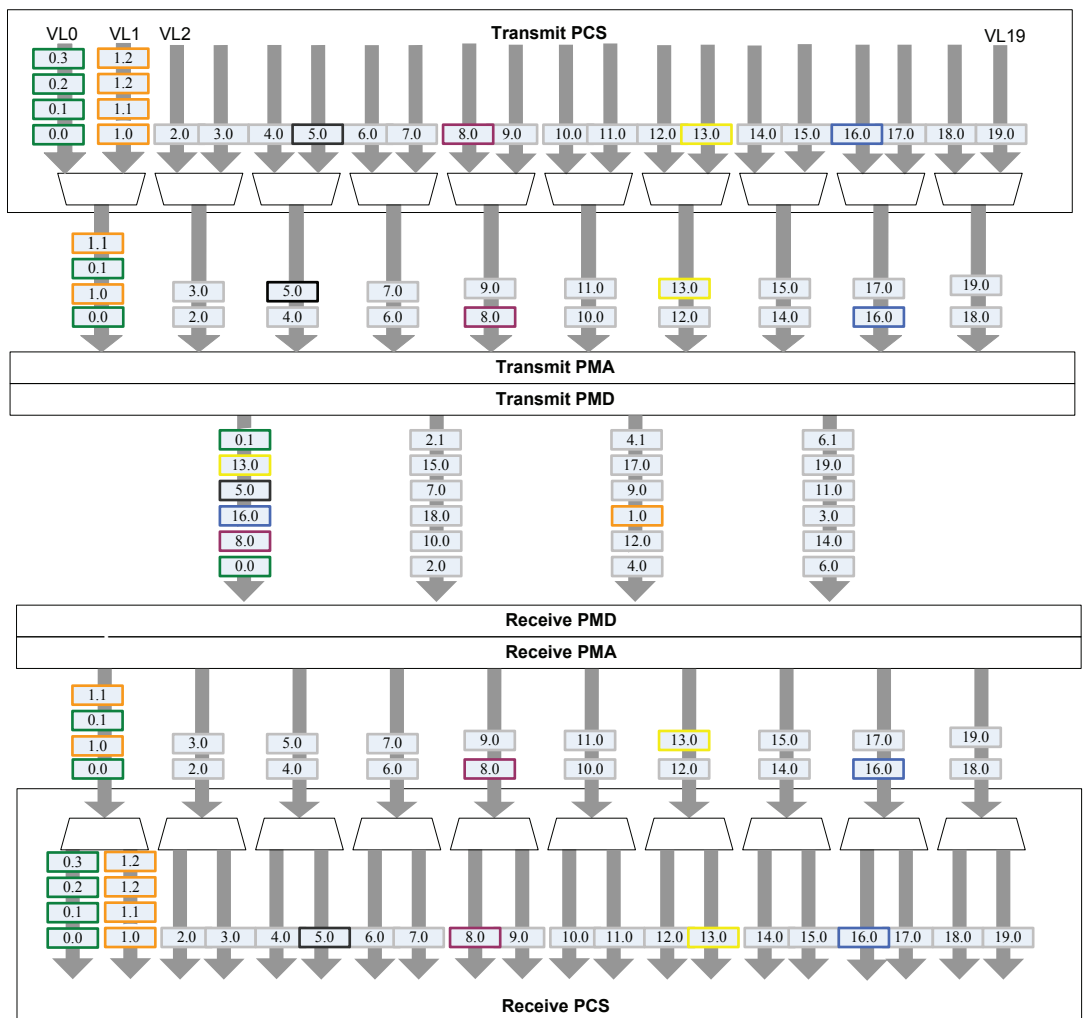 Transmit PCS
VL0 VL1 VL2 VL19
0.3 1.2
0.2 1.2
0.1 1.1
0.0 1.0 2.0 3.0 4.0 5.0 6.0 7.0 8.0 9.0 10.0 11.0 12.0 13.0 14.0 15.0 16.0 17.0 18.0 19.0
1.1
0.1
1.0 3.0 5.0 7.0 9.0 11.0 13.0 15.0 17.0 19.0
0.0 2.0 4.0 6.0 8.0 10.0 12.0 14.0 16.0 18.0
Transmit PMA
Transmit PMD
0.1 2.1 4.1 6.1
13.0 15.0 17.0 19.0
5.0 7.0 9.0 11.0
16.0 18.0 1.0 3.0
8.0 10.0 12.0 14.0
0.0 2.0 4.0 6.0
Receive PMD
Receive PMA
1.1
0.1
1.0 3.0 5.0 7.0 9.0 11.0 13.0 15.0 17.0 19.0
0.0 2.0 4.0 6.0 8.0 10.0 12.0 14.0 16.0 18.0
0.3 1.2
0.2 1.2
0.1 1.1
0.0 1.0 2.0 3.0 4.0 5.0 6.0 7.0 8.0 9.0 10.0 11.0 12.0 13.0 14.0 15.0 16.0 17.0 18.0 19.0
Receive PCS